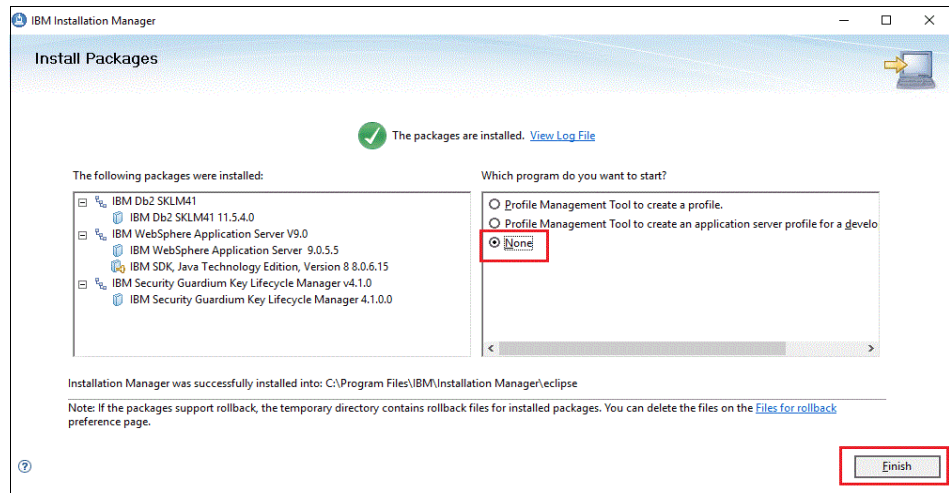 IBM Installation Manager
Install Packages
The packages are installed. View Log File
The following packages were installed:
IBM Db2 SKLM41
IBM Db2 SKLM41 11.5.4.0
IBM WebSphere Application Server V9.0
IBM WebSphere Application Server 9.0.5.5
IBM SDK, Java Technology Edition, Version 8 8.0.6.15
IBM Security Guardium Key Lifecycle Manager v4.1.0
IBM Security Guardium Key Lifecycle Manager 4.1.0.0
Which program do you want to start?
Profile Management Tool to create a profile.
Profile Management Tool to create an application server profile for a develo
None
Installation Manager was successfully installed into: C:\Program Files\IBM\Installation Manager\eclipse
Note: If the packages support rollback, the temporary directory contains rollback files for installed packages. You can delete the files on the Files for rollback
preference page.
?
Finish